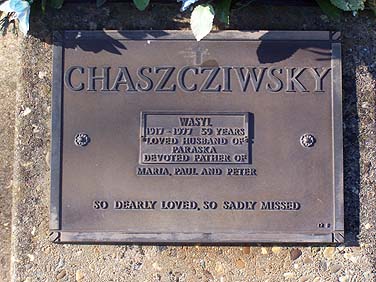 CHASZCZIWSKY
WASYL
1917-1977 59 YEARS
LOVED HUSBAND OF
PARASKA
DEVOTED FATHER OF
MARIA, PAUL AND PETER
SO DEARLY LOVED, SO SADLY MISSED